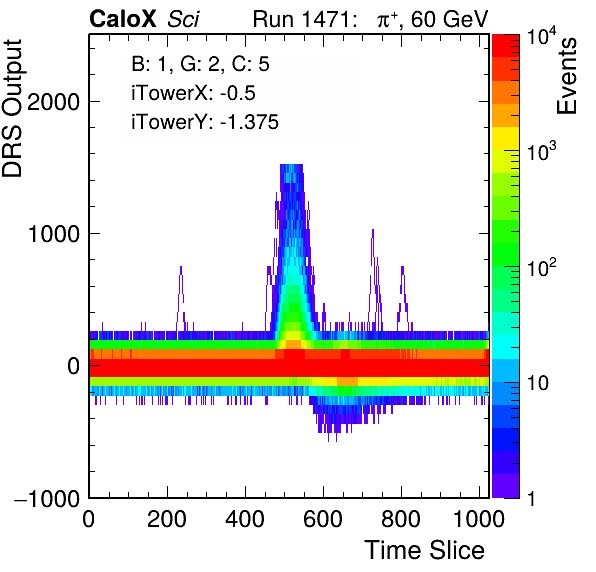 CaloX Sci Run 1471: π⁺, 60 GeV
B: 1, G: 2, C: 5
iTowerX: -0.5
iTowerY: -1.375
DRS Output
2000
1000
0
−1000
0 200 400 600 800 1000
Time Slice
Events
10⁴
10³
10²
10
1